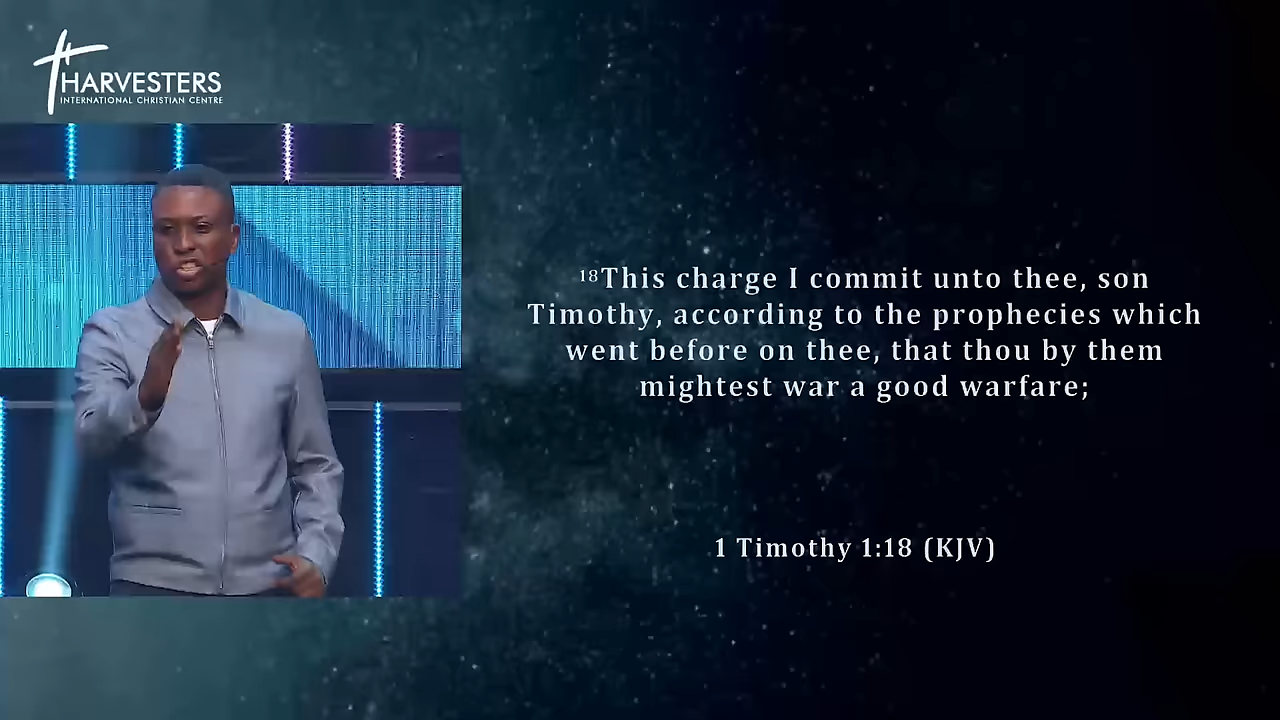 HARVESTERS
INTERNATIONAL CHRISTIAN CENTRE
18This charge I commit unto thee, son
Timothy, according to the prophecies which
went before on thee, that thou by them
mightest war a good warfare;
1 Timothy 1:18 (KJV)